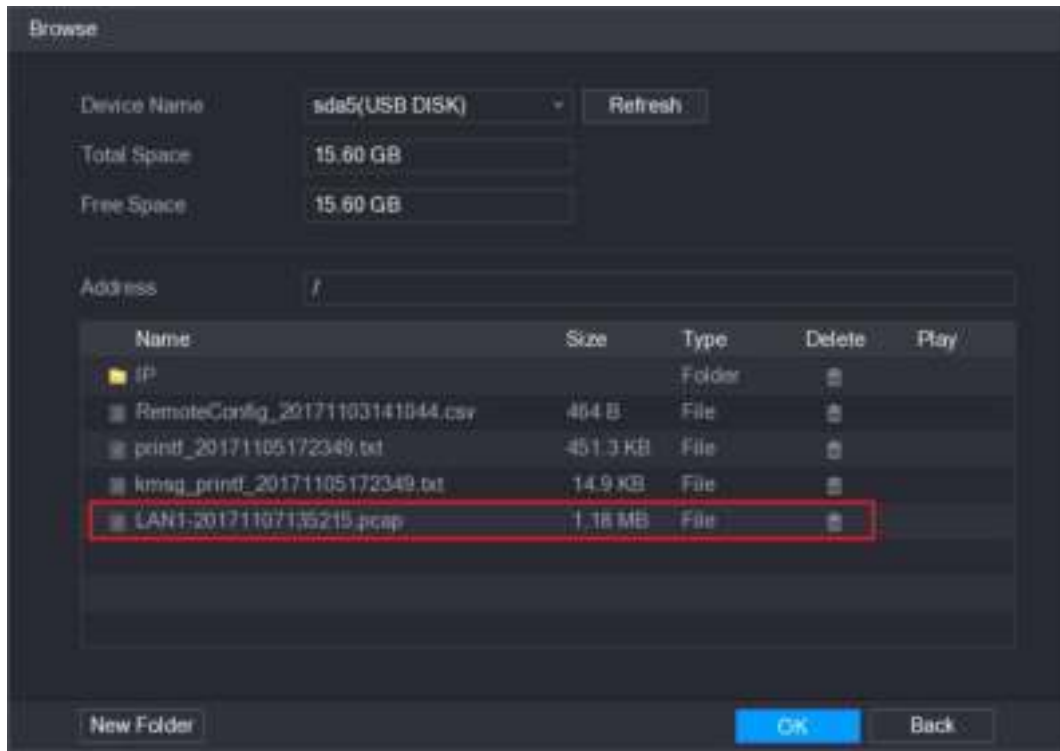 Browse
Device Name sda5(USB DISK) Refresh
Total Space 15.60 GB
Free Space 15.60 GB
Address /
Name Size Type Delete Play
IP Folder
RemoteConfig_20171103141044.csv 464 B File
printf_20171105172349.txt 451.3 KB File
kmsg_printf_20171105172349.txt 14.9 KB File
LAN1-20171107135215.pcap 1.18 MB File
New Folder OK Back